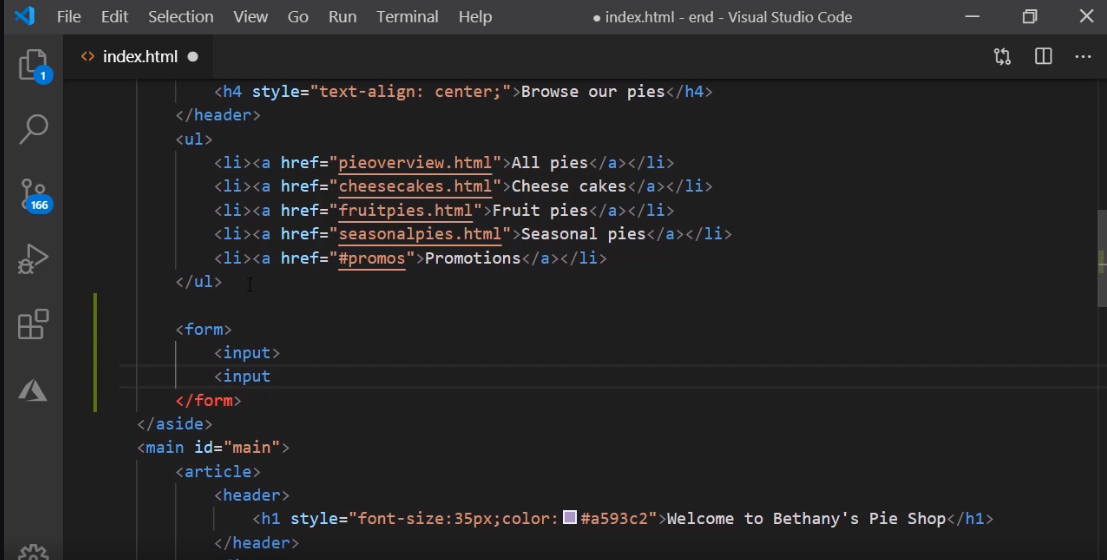 File Edit Selection View Go Run Terminal Help ● index.html - end - Visual Studio Code
<> index.html ●
1
166
<h4 style="text-align: center;">Browse our pies</h4>
</header>
<ul>
<li><a href="pieoverview.html">All pies</a></li>
<li><a href="cheesecakes.html">Cheese cakes</a></li>
<li><a href="fruitpies.html">Fruit pies</a></li>
<li><a href="seasonalpies.html">Seasonal pies</a></li>
<li><a href="#promos">Promotions</a></li>
</ul>
<form>
<input>
<input
</form>
</aside>
<main id="main">
<article>
<header>
<h1 style="font-size:35px;color:#a593c2">Welcome to Bethany's Pie Shop</h1>
</header>